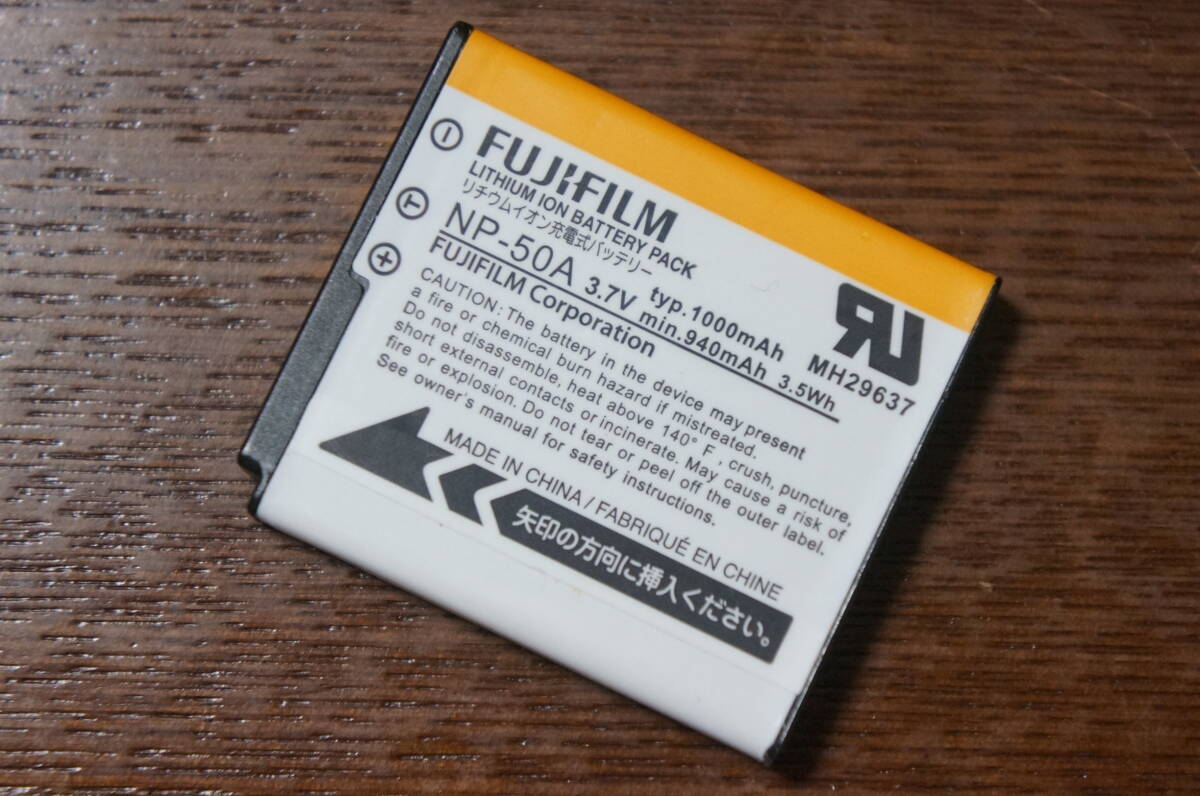 FUJIFILM
LITHIUM ION BATTERY PACK
リチウムイオン充電式バッテリー
NP-50A 3.7V typ.1000mAh min.940mAh 3.5Wh
FUJIFILM Corporation
MH29637
CAUTION: The battery in the device may present
a fire or chemical burn hazard if mistreated.
Do not disassemble, heat above 140° F, crush, puncture,
short external contacts or incinerate. May cause a risk of
fire or explosion. Do not tear or peel off the outer label.
See owner's manual for safety instructions.
MADE IN CHINA / FABRIQUÉ EN CHINE
矢印の方向に挿入ください。
- T +